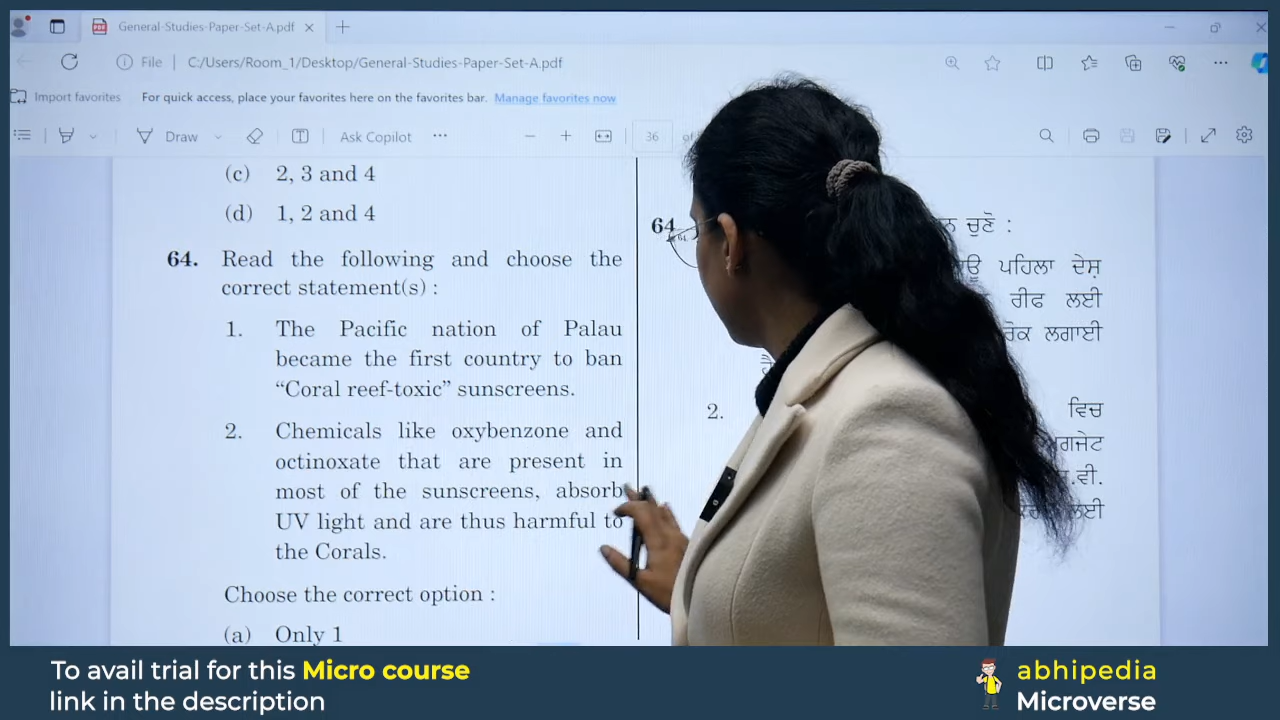 General-Studies-Paper-Set-A.pdf
File C:/Users/Room_1/Desktop/General-Studies-Paper-Set-A.pdf
Import favorites For quick access, place your favorites here on the favorites bar. Manage favorites now
Draw Ask Copilot 36 of
(c) 2, 3 and 4
(d) 1, 2 and 4
64. Read the following and choose the
correct statement(s) :
1. The Pacific nation of Palau
became the first country to ban
“Coral reef-toxic” sunscreens.
2. Chemicals like oxybenzone and
octinoxate that are present in
most of the sunscreens, absorb
UV light and are thus harmful to
the Corals.
Choose the correct option :
(a) Only 1
64
ਚੁਣੋ :
ਪਹਿਲਾ ਦੇਸ਼
ਰੀਫ ਲਈ
ਲਗਾਈ
2. ਵਿਚ
To avail trial for this Micro course
link in the description
abhipedia
Microverse